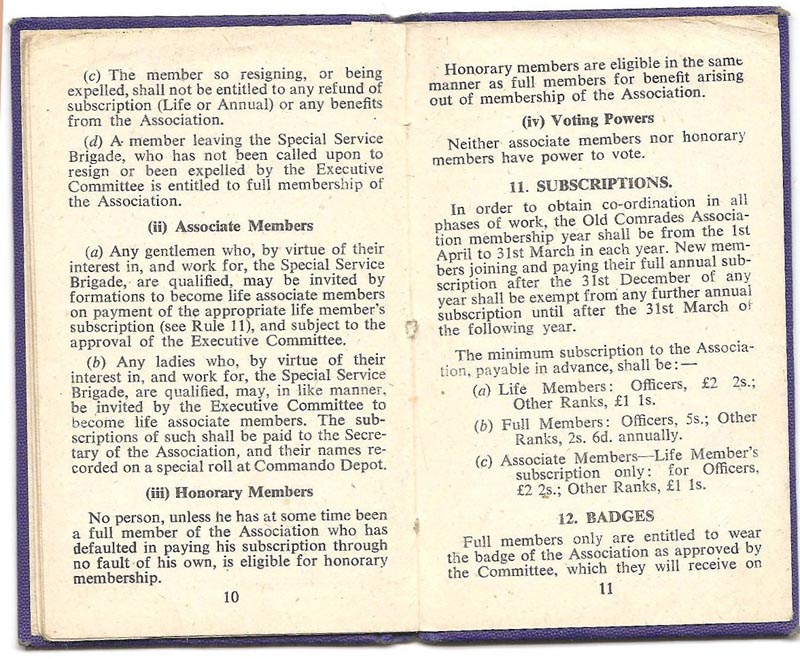 (c) The member so resigning, or being
expelled, shall not be entitled to any refund of
subscription (Life or Annual) or any benefits
from the Association.
(d) A member leaving the Special Service
Brigade, who has not been called upon to
resign or been expelled by the Executive
Committee is entitled to full membership of
the Association.
(ii) Associate Members
(a) Any gentlemen who, by virtue of their
interest in, and work for, the Special Service
Brigade, are qualified, may be invited by
formations to become life associate members
on payment of the appropriate life member's
subscription (see Rule 11), and subject to the
approval of the Executive Committee.
(b) Any ladies who, by virtue of their
interest in, and work for, the Special Service
Brigade, are qualified, may, in like manner,
be invited by the Executive Committee to
become life associate members. The sub-
scriptions of such shall be paid to the Secre-
tary of the Association, and their names re-
corded on a special roll at Commando Depot.
(iii) Honorary Members
No person, unless he has at some time been
a full member of the Association who has
defaulted in paying his subscription through
no fault of his own, is eligible for honorary
membership.
10
Honorary members are eligible in the same
manner as full members for benefit arising
out of membership of the Association.
(iv) Voting Powers
Neither associate members nor honorary
members have power to vote.
11. SUBSCRIPTIONS.
In order to obtain co-ordination in all
phases of work, the Old Comrades Associa-
tion membership year shall be from the 1st
April to 31st March in each year. New mem-
bers joining and paying their full annual sub-
scription after the 31st December of any
year shall be exempt from any further annual
subscription until after the 31st March of
the following year.
The minimum subscription to the Associa-
tion, payable in advance, shall be:—
(a) Life Members: Officers, £2 2s.;
Other Ranks, £1 1s.
(b) Full Members: Officers, 5s.; Other
Ranks, 2s. 6d. annually.
(c) Associate Members—Life Member's
subscription only: for Officers,
£2 2s.; Other Ranks, £1 1s.
12. BADGES
Full members only are entitled to wear
the badge of the Association as approved by
the Committee, which they will receive on
11